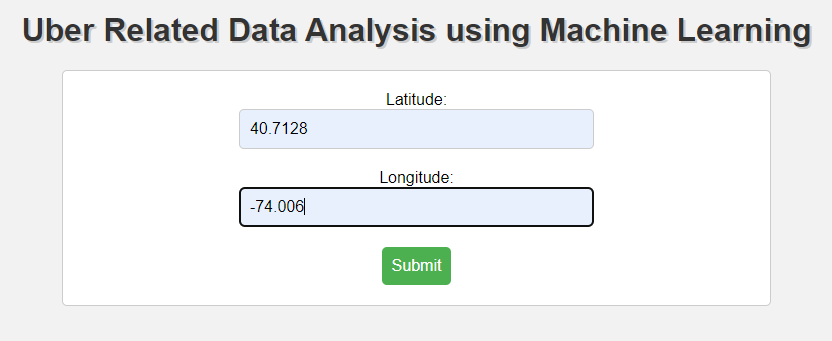 Uber Related Data Analysis using Machine Learning
Latitude:
40.7128
Longitude:
-74.006
Submit